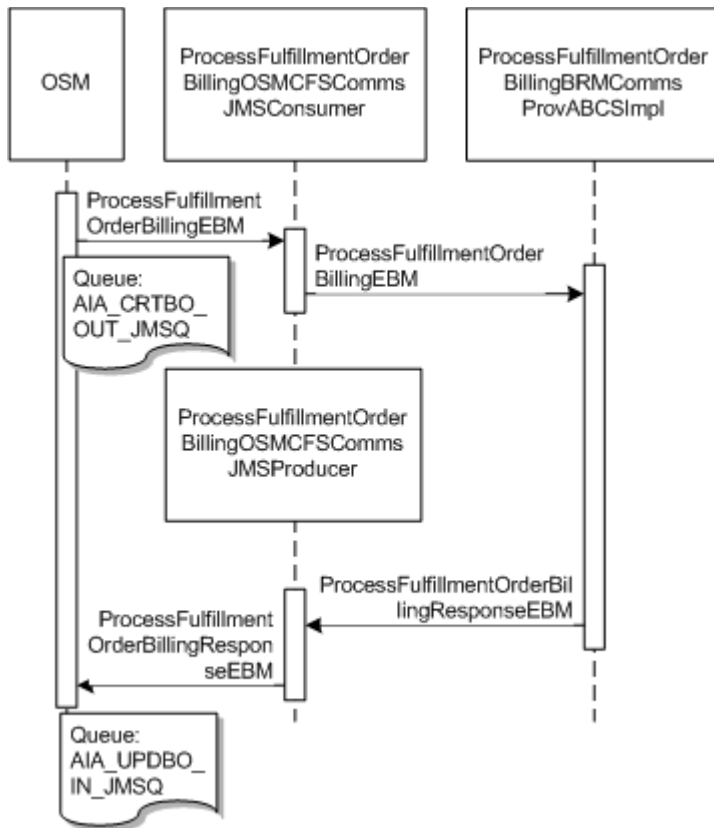 OSM
ProcessFulfillmentOrder
BillingOSMCFSComms
JMSConsumer
ProcessFulfillmentOrder
BillingBRMComms
ProvABCSImpl
ProcessFulfillment
OrderBillingEBM
ProcessFulfillmentOrder
BillingEBM
Queue:
AIA_CRTBO_
OUT_JMSQ
ProcessFulfillmentOrder
BillingOSMCFSComms
JMSProducer
ProcessFulfillmentOrderBil
lingResponseEBM
ProcessFulfillment
OrderBillingRespon
seEBM
Queue:
AIA_UPDBO_
IN_JMSQ